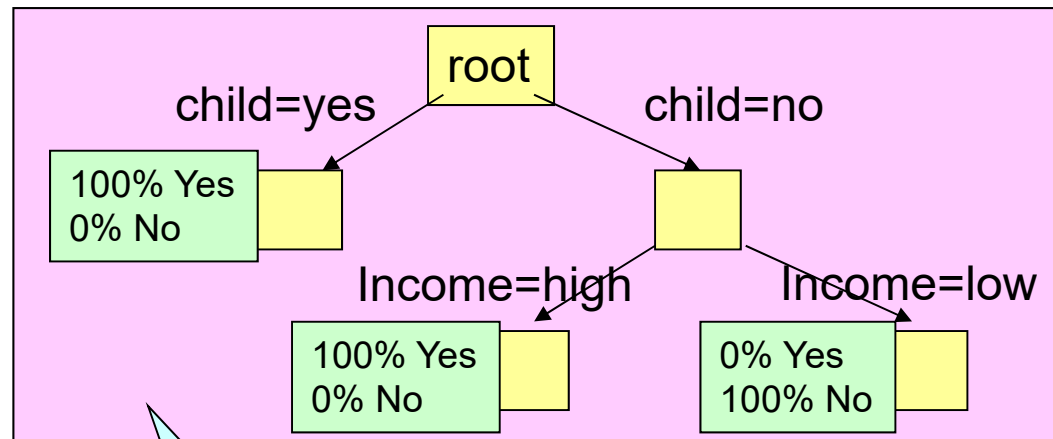 root
child=yes
child=no
100% Yes
0% No
Income=high
Income=low
100% Yes
0% No
0% Yes
100% No